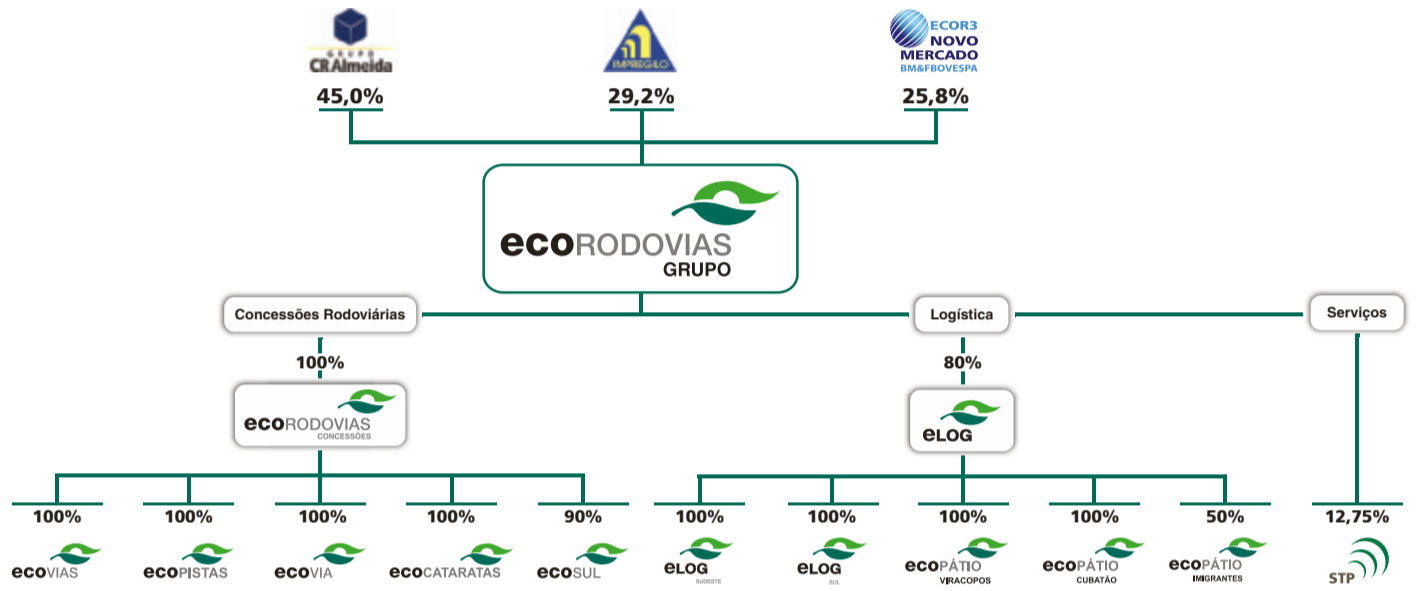 GRUPO
CR Almeida
IMPREGILO
ECOR3
NOVO
MERCADO
BM&FBOVESPA
45,0%
29,2%
25,8%
ecoRODOVIAS
GRUPO
Concessões Rodoviárias
Logística
Serviços
100%
80%
ecoRODOVIAS
CONCESSÕES
eLOG
100%
100%
100%
100%
90%
100%
100%
100%
100%
50%
12,75%
ecoVIAS
ecoPISTAS
ecoVIA
ecoCATARATAS
ecoSUL
eLOG
SUDESTE
eLOG
SUL
ecoPÁTIO
VIRACOPOS
ecoPÁTIO
CUBATÃO
ecoPÁTIO
IMIGRANTES
STP